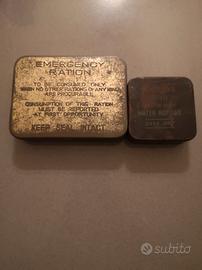 EMERGENCY
RATION
TO BE CONSUMED ONLY
WHEN NO OTHER RATIONS OF ANY KIND
ARE PROCURABLE
CONSUMPTION OF THIS RATION
MUST BE REPORTED
AT FIRST OPPORTUNITY
KEEP SEAL INTACT
WATER
subito